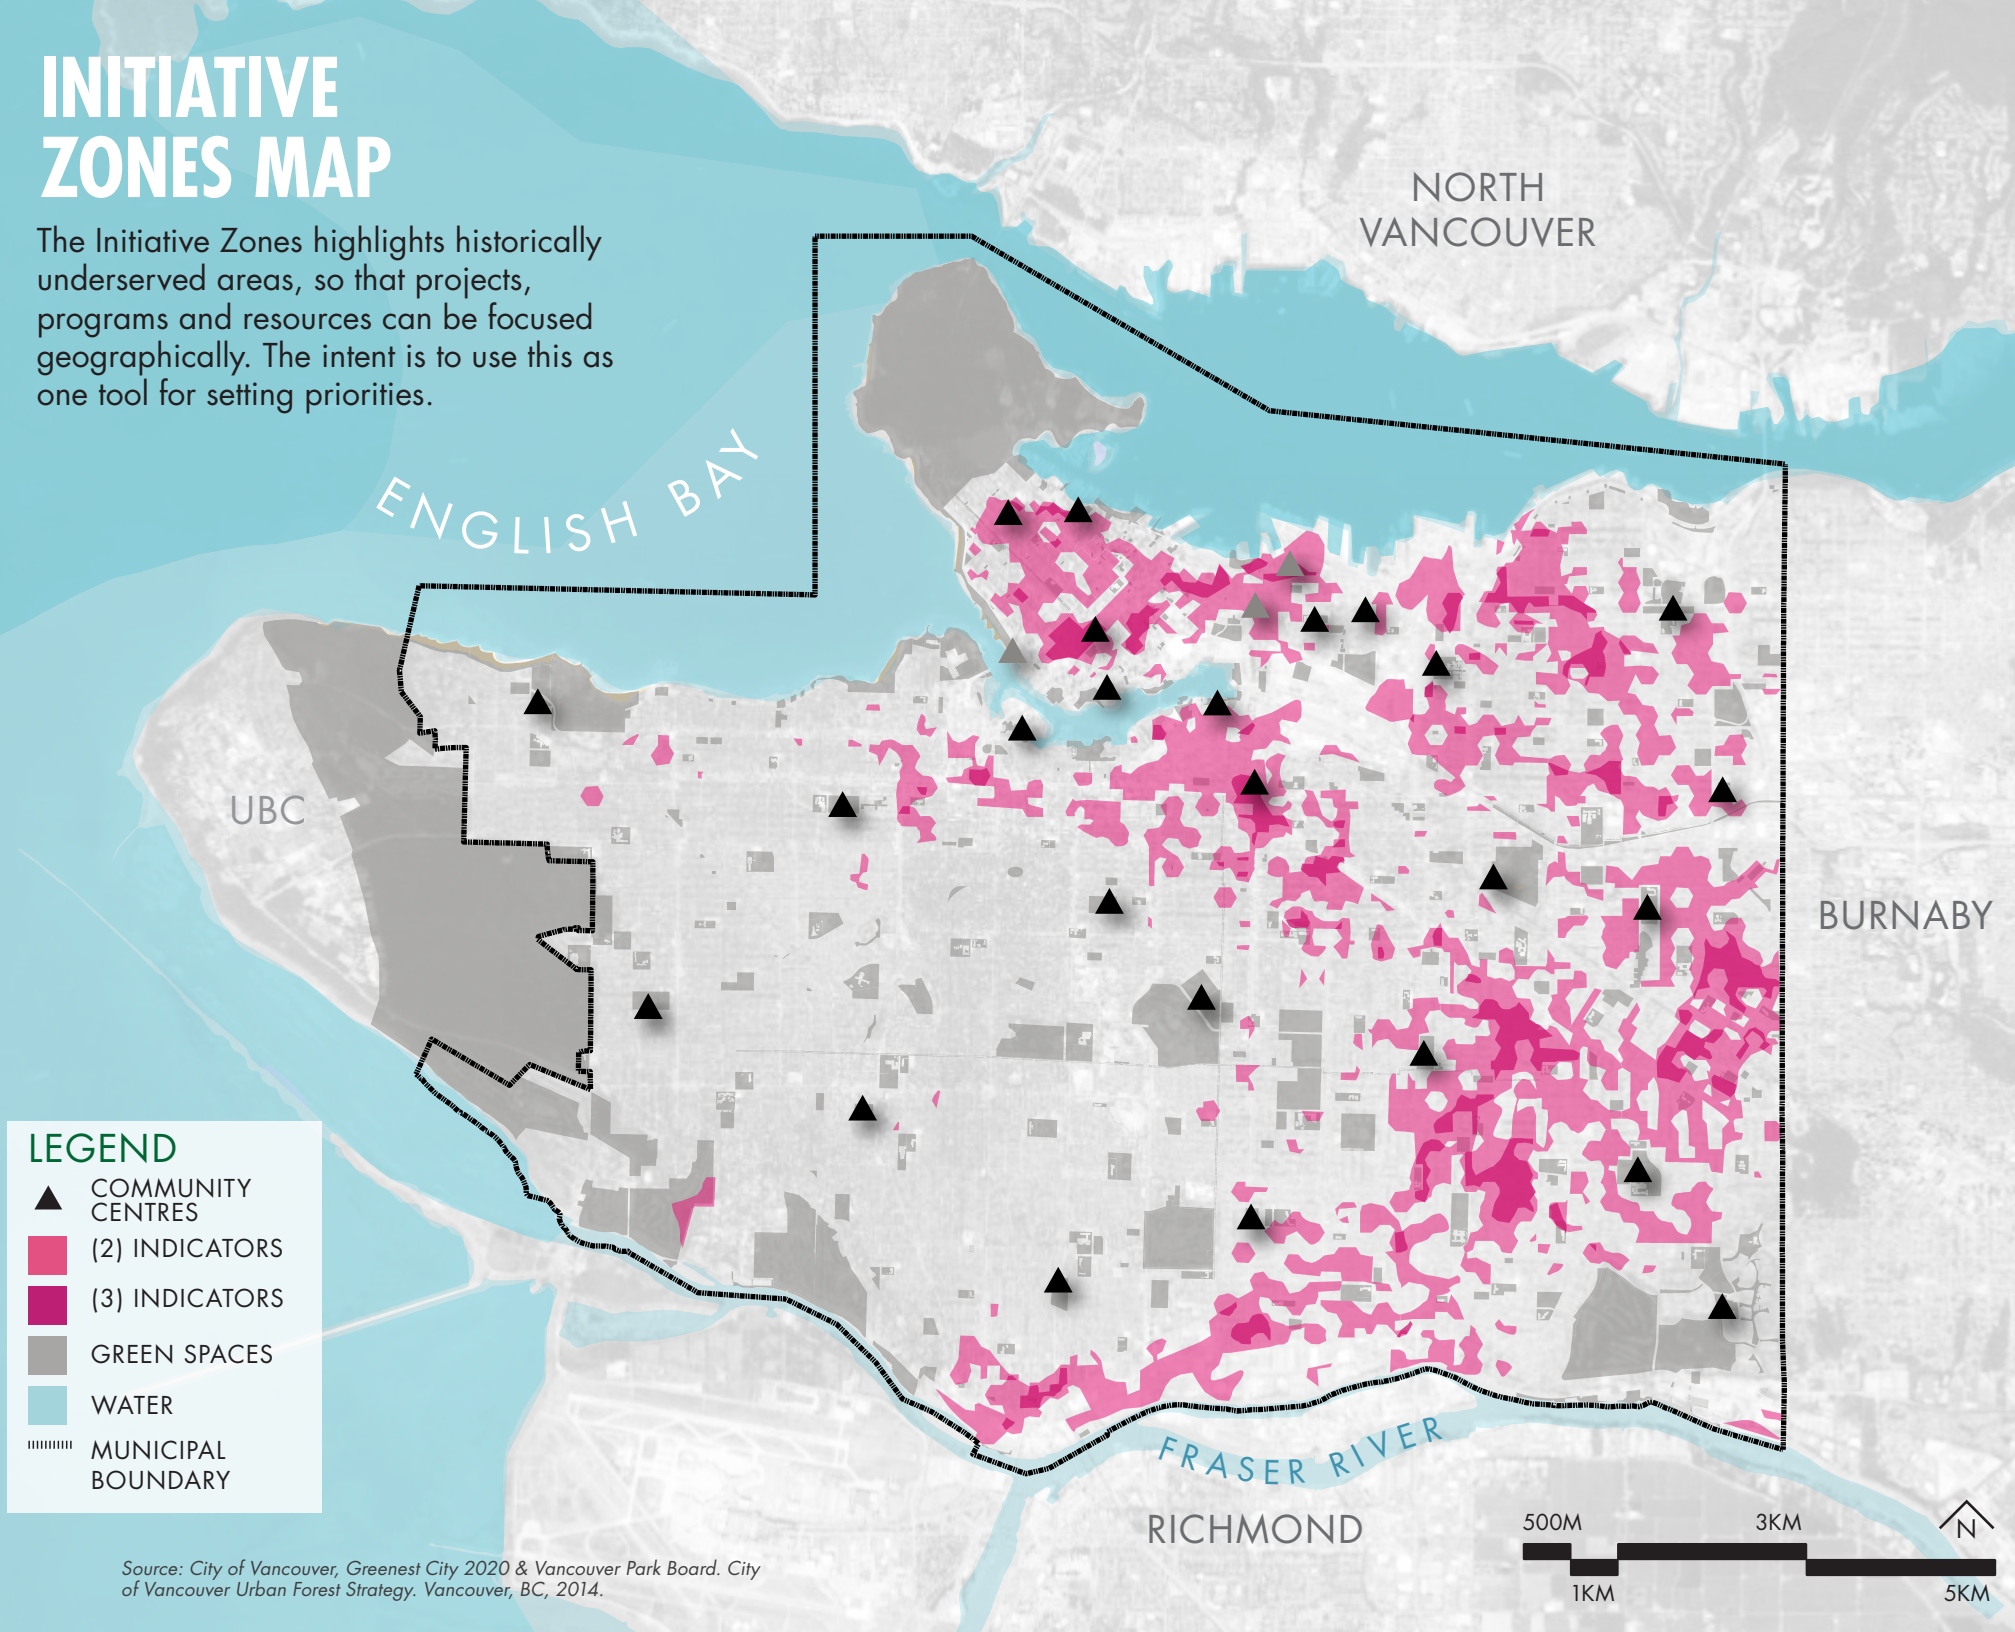 INITIATIVE
ZONES MAP
The Initiative Zones highlights historically
underserved areas, so that projects,
programs and resources can be focused
geographically. The intent is to use this as
one tool for setting priorities.
NORTH
VANCOUVER
ENGLISH BAY
UBC
BURNABY
LEGEND
COMMUNITY
CENTRES
(2) INDICATORS
(3) INDICATORS
GREEN SPACES
WATER
MUNICIPAL
BOUNDARY
FRASER RIVER
RICHMOND
500M
3KM
N
1KM
5KM
Source: City of Vancouver, Greenest City 2020 & Vancouver Park Board. City
of Vancouver Urban Forest Strategy. Vancouver, BC, 2014.